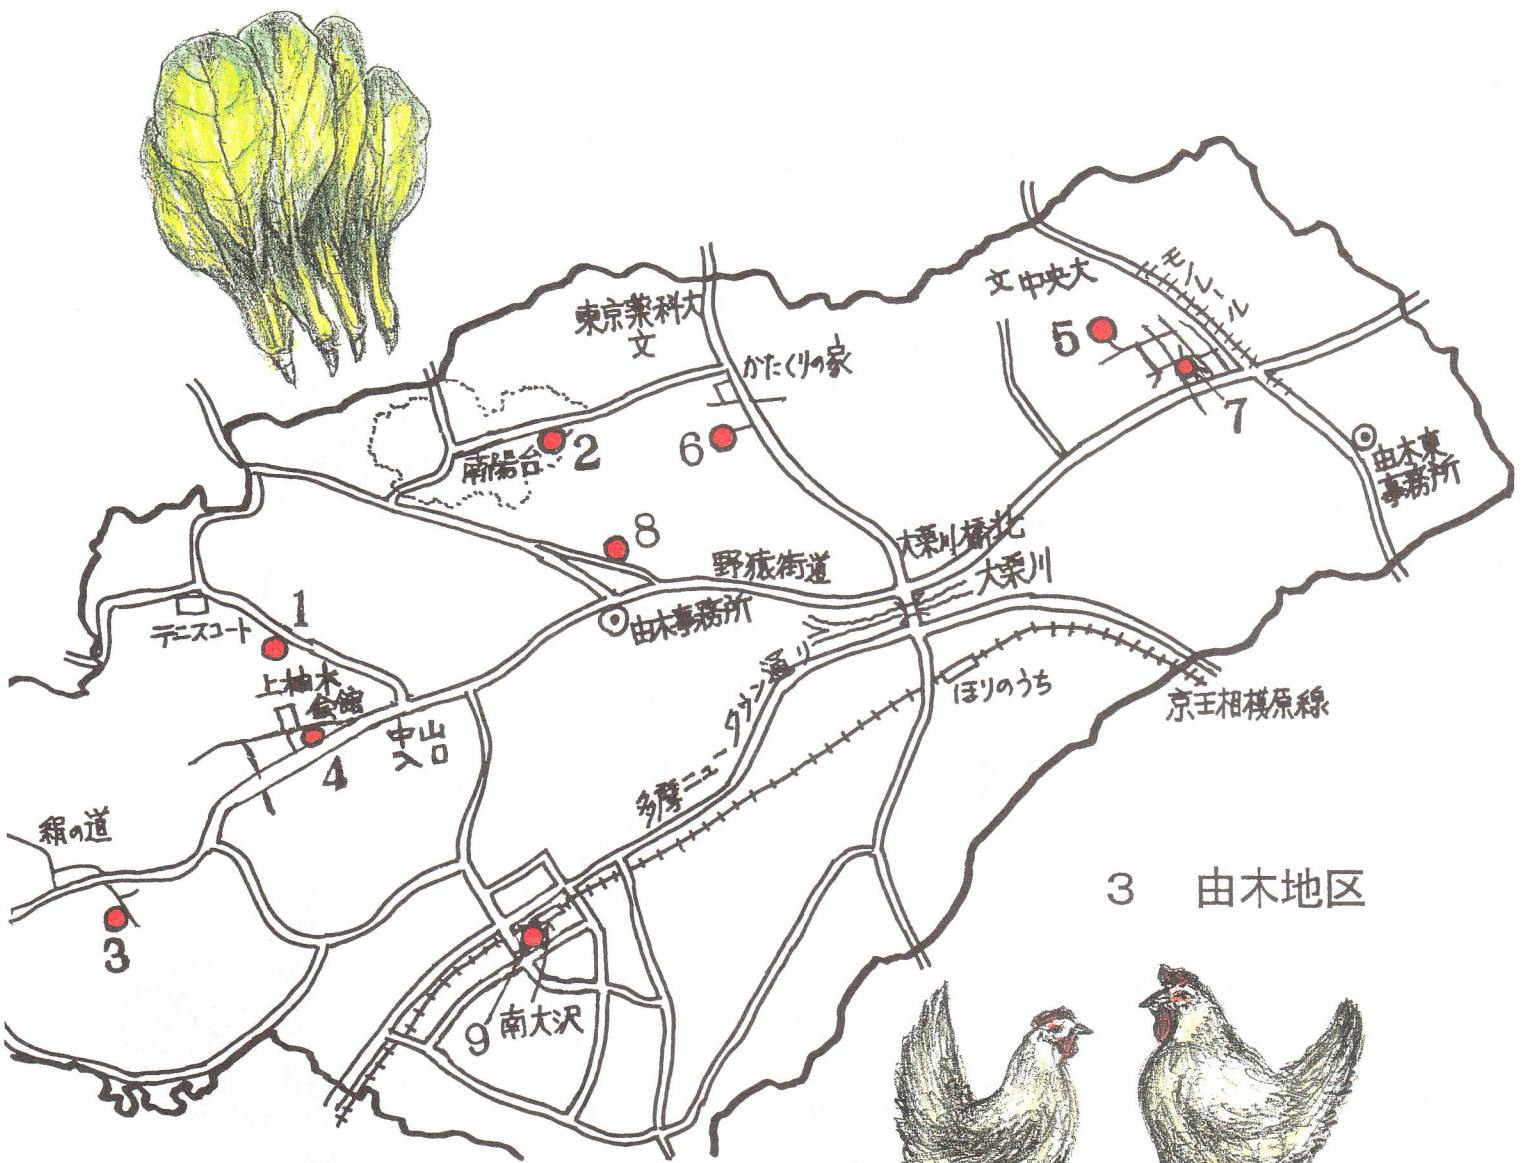 モノレール
文 中央大
東京薬科大
文
5
かたくりの家
7
2
6
南陽台
由木東
事務所
8
大栗川橋北
野猿街道
大栗川
1
テニスコート
由木事務所
上柚木
会館
多摩ニュータウン通り
ほりのうち
京王相模原線
中山
入口
4
絹の道
3 由木地区
3
9
南大沢